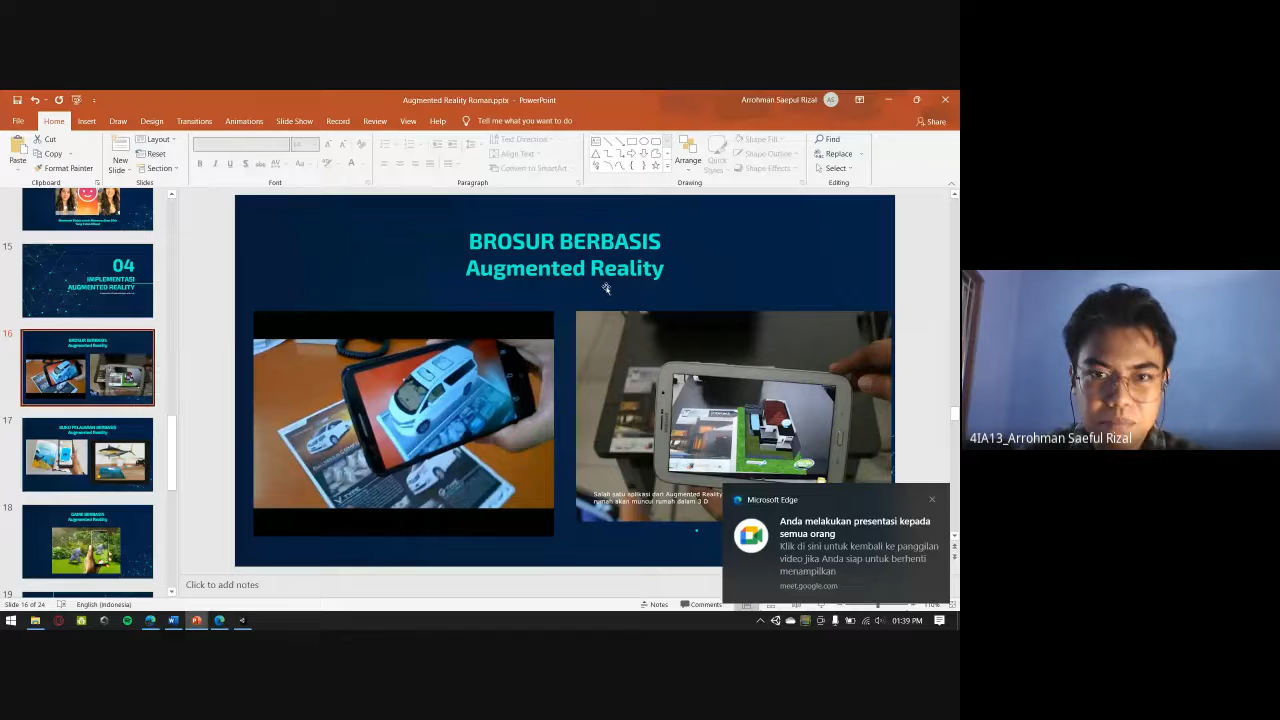 Augmented Reality Roman.pptx - PowerPoint
Arrohman Saepul Rizal
AS
File
Home
Insert
Draw
Design
Transitions
Animations
Slide Show
Record
Review
View
Help
Tell me what you want to do
Share
Paste
Cut
Copy
Format Painter
Clipboard
New
Slide
Layout
Reset
Section
Slides
Font
Text Direction
Align Text
Convert to SmartArt
Paragraph
Arrange
Quick
Styles
Shape Fill
Shape Outline
Shape Effects
Drawing
Find
Replace
Select
Editing
15
04
IMPLEMENTASI
AUGMENTED REALITY
16
BROSUR BERBASIS
Augmented Reality
17
BUKU PELAJARAN BERBASIS
Augmented Reality
18
GAME BERBASIS
Augmented Reality
19
BROSUR BERBASIS
Augmented Reality
Salah satu aplikasi dari Augmented Reality
rumah akan muncul rumah dalam 3 D
Microsoft Edge
Anda melakukan presentasi kepada
semua orang
Klik di sini untuk kembali ke panggilan
video jika Anda siap untuk berhenti
menampilkan
meet.google.com
Click to add notes
Slide 16 of 24
English (Indonesia)
Notes
Comments
110%
01:39 PM
4IA13_Arrohman Saeful Rizal